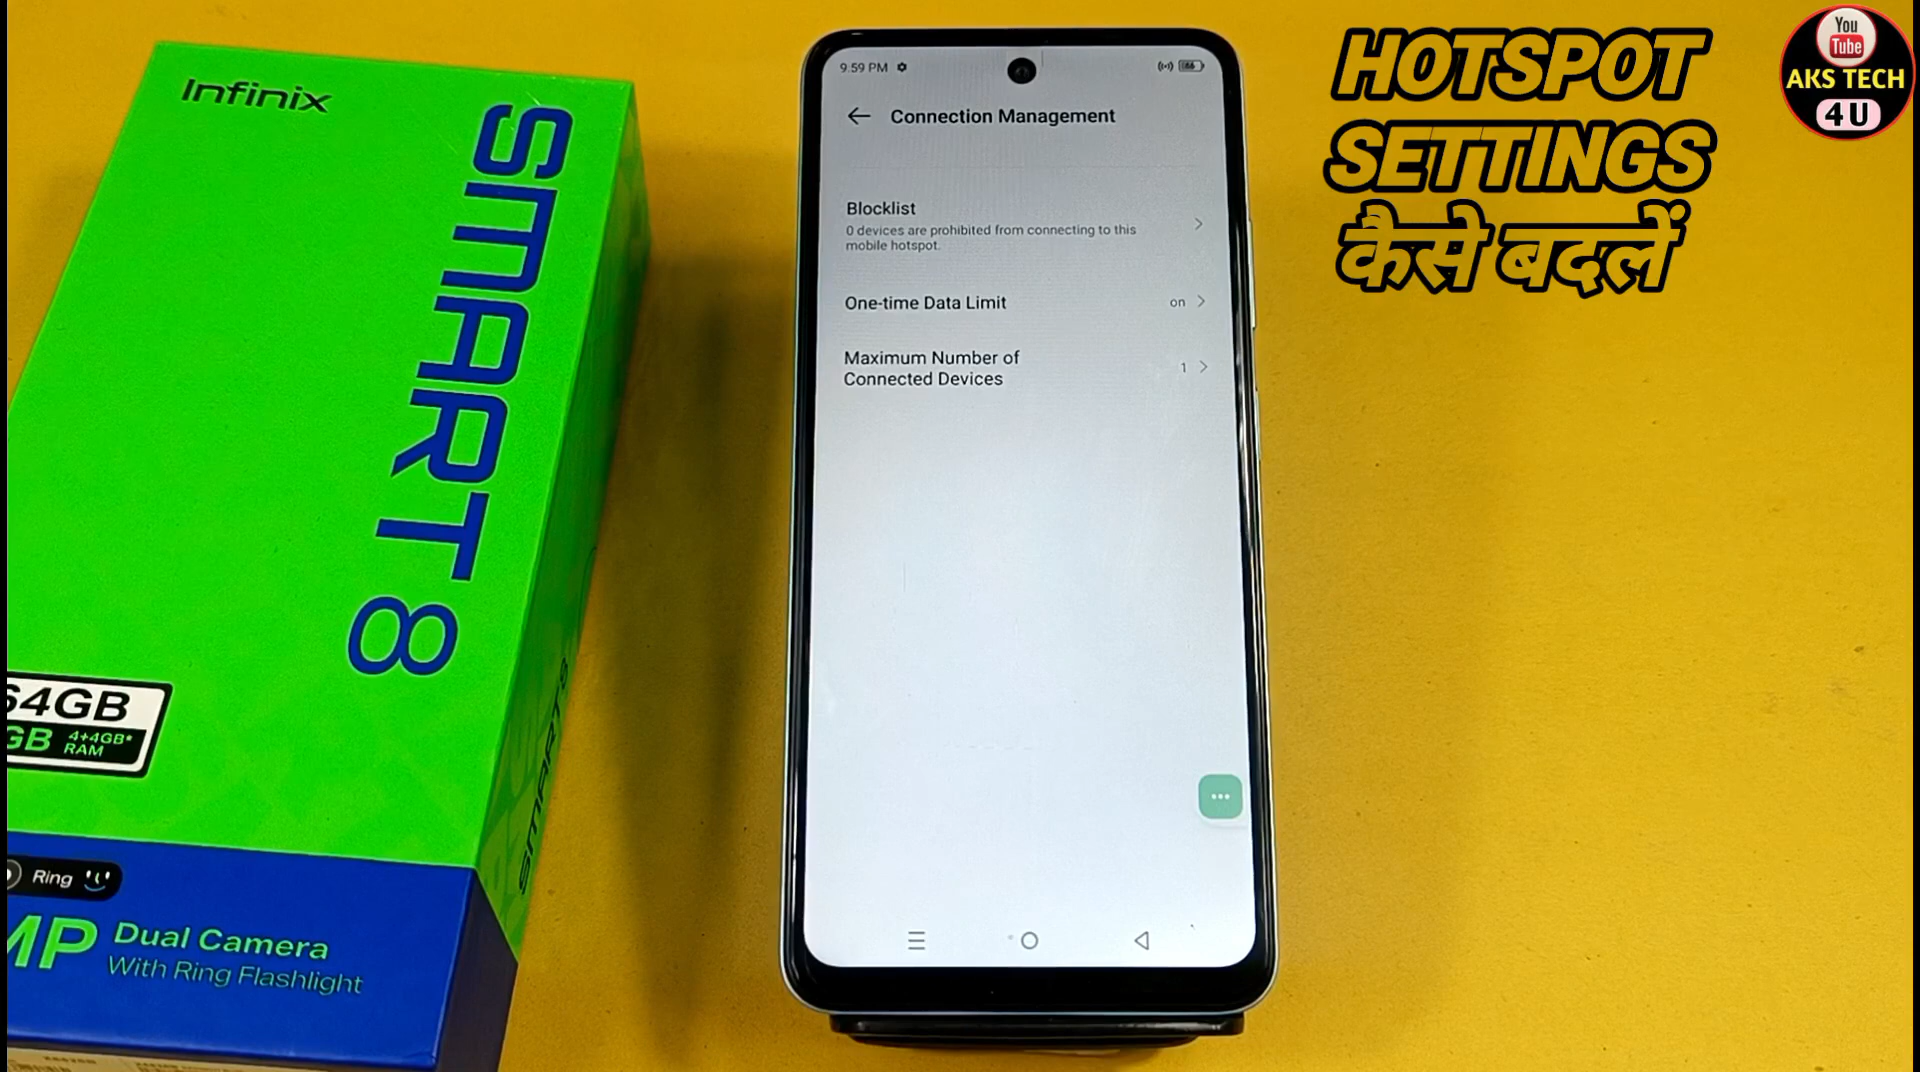 Infinix
SMART 8
64GB
GB 4+4GB*
RAM
SMART 8
Ring
MP Dual Camera
With Ring Flashlight
9:59 PM
66
Connection Management
Blocklist
0 devices are prohibited from connecting to this
mobile hotspot.
One-time Data Limit on
Maximum Number of
Connected Devices 1
HOTSPOT
SETTINGS
कैसे बदलें
You
Tube
AKS TECH
4U